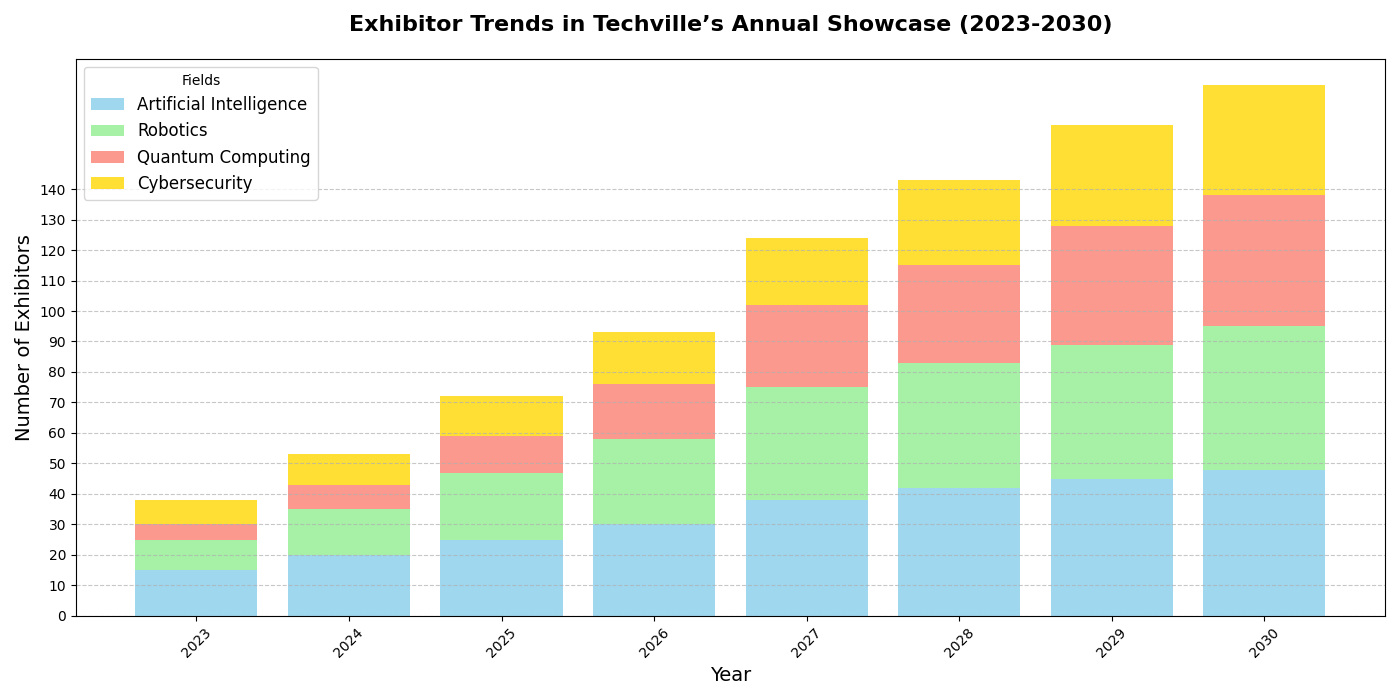 Exhibitor Trends in Techville’s Annual Showcase (2023-2030)
Fields
Artificial Intelligence
Robotics
Quantum Computing
Cybersecurity
Number of Exhibitors
140
130
120
110
100
90
80
70
60
50
40
30
20
10
0
2023
2024
2025
2026
2027
2028
2029
2030
Year